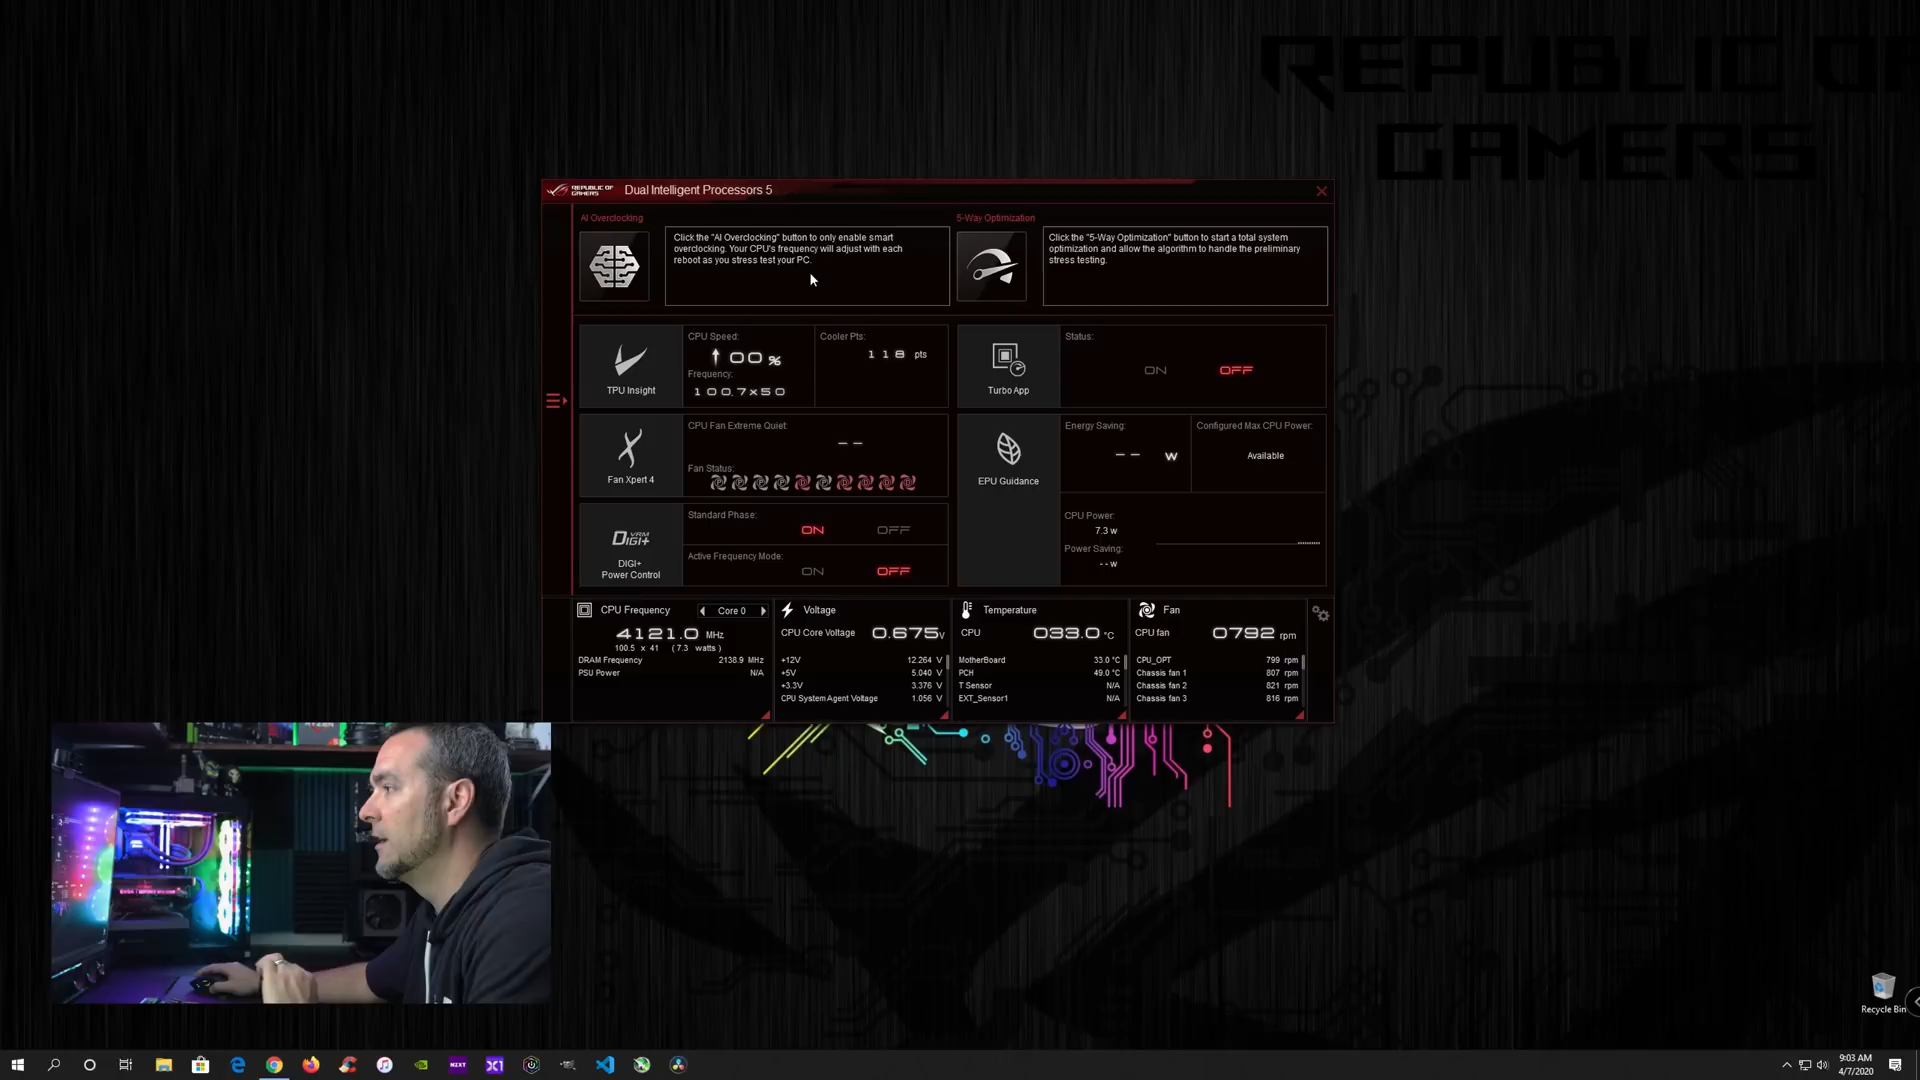 REPUBLIC OF
GAMERS
REPUBLIC OF
GAMERS
Dual Intelligent Processors 5
AI Overclocking
Click the "AI Overclocking" button to only enable smart
overclocking. Your CPU's frequency will adjust with each
reboot as you stress test your PC.
5-Way Optimization
Click the "5-Way Optimization" button to start a total system
optimization and allow the algorithm to handle the preliminary
stress testing.
TPU Insight
CPU Speed:
00 %
Frequency:
100.7x50
Cooler Pts:
118 pts
Turbo App
Status:
ON OFF
Fan Xpert 4
CPU Fan Extreme Quiet:
--
Fan Status:
EPU Guidance
Energy Saving:
-- W
Configured Max CPU Power:
Available
CPU Power:
7.3 w
Power Saving:
--w
VRM
DIGI+
DIGI+
Power Control
Standard Phase:
ON OFF
Active Frequency Mode:
ON OFF
CPU Frequency Core 0
4121.0 MHz
100.5 x 41 ( 7.3 watts )
DRAM Frequency 2138.9 MHz
PSU Power N/A
Voltage
CPU Core Voltage 0.675V
+12V 12.264 V
+5V 5.040 V
+3.3V 3.376 V
CPU System Agent Voltage 1.056 V
Temperature
CPU 033.0 °C
MotherBoard 33.0 °C
PCH 49.0 °C
T Sensor N/A
EXT_Sensor1 N/A
Fan
CPU fan 0792 rpm
CPU_OPT 799 rpm
Chassis fan 1 807 rpm
Chassis fan 2 821 rpm
Chassis fan 3 816 rpm
Recycle Bin
NZXT
X1
9:03 AM
4/7/2020